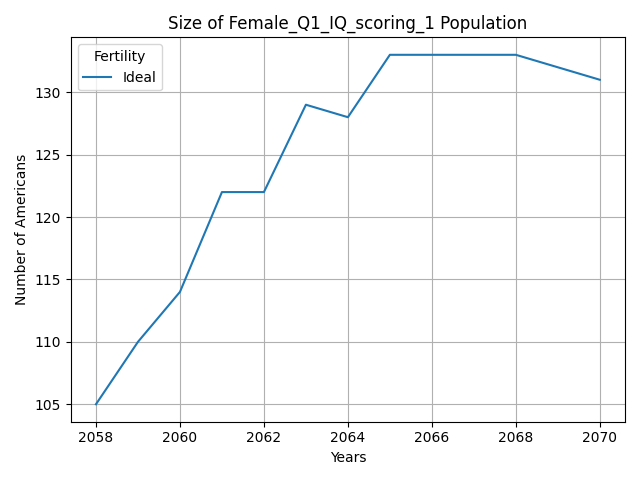 Size of Female_Q1_IQ_scoring_1 Population
Fertility
Ideal
Number of Americans
130
125
120
115
110
105
2058 2060 2062 2064 2066 2068 2070
Years